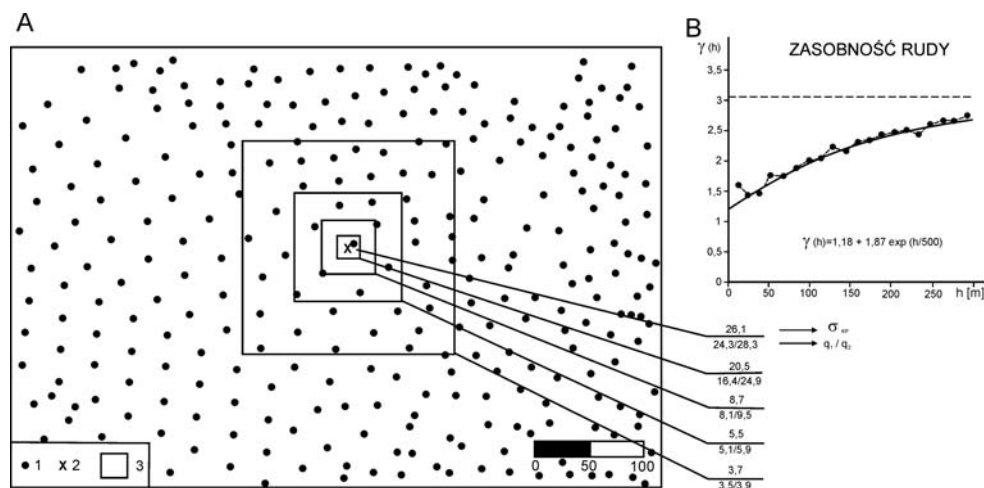 A
B
γ (h)
ZASOBNOŚĆ RUDY
3,5
3
2,5
2
1,5
1
0,5
0
γ (h)=1,18 + 1,87 exp (h/500)
0 50 100 150 200 250 h [m]
x
26,1
24,3/28,3
σ
q₁ / q₂
20,5
16,4/24,9
8,7
8,1/9,5
5,5
5,1/5,9
3,7
3,5/3,9
1 x 2 3
0 50 100